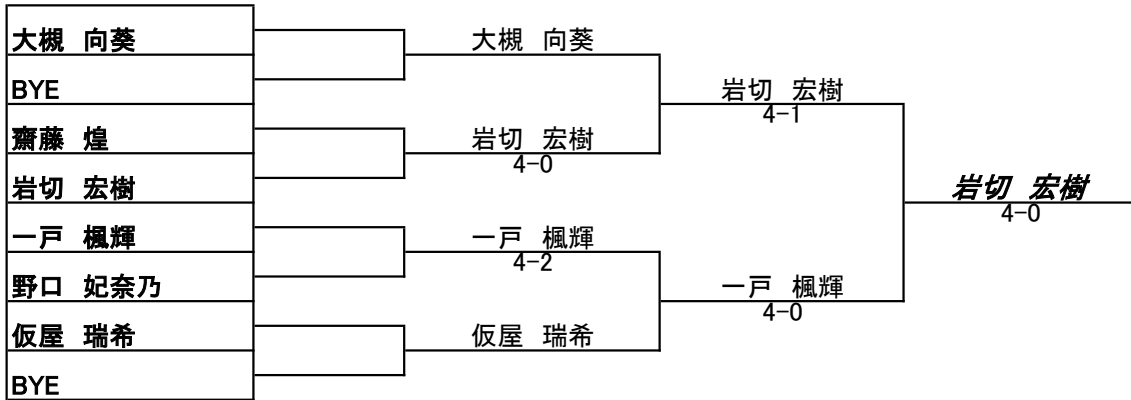 大槻　向葵
BYE
齋藤　煌
岩切　宏樹
一戸　楓輝
野口　妃奈乃
仮屋　瑞希
BYE
大槻　向葵
岩切　宏樹
4-0
一戸　楓輝
4-2
仮屋　瑞希
岩切　宏樹
4-1
一戸　楓輝
4-0
岩切　宏樹
4-0